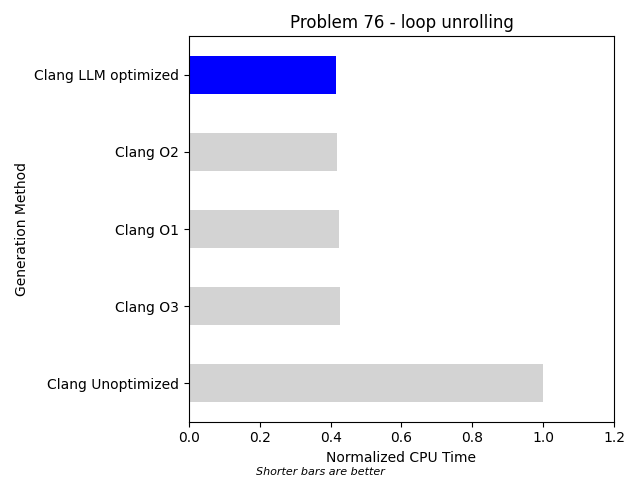 Problem 76 - loop unrolling
Generation Method
Clang LLM optimized
Clang O2
Clang O1
Clang O3
Clang Unoptimized
0.0 0.2 0.4 0.6 0.8 1.0 1.2
Normalized CPU Time
Shorter bars are better